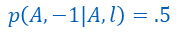 p(A, −1|A, l) = .5